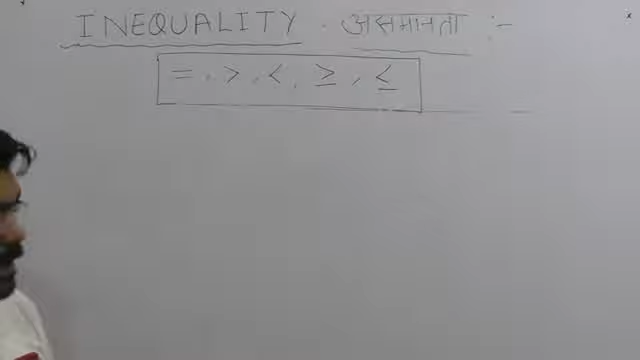 INEQUALITY - असमानता :-
= , > , < , ≥ , ≤